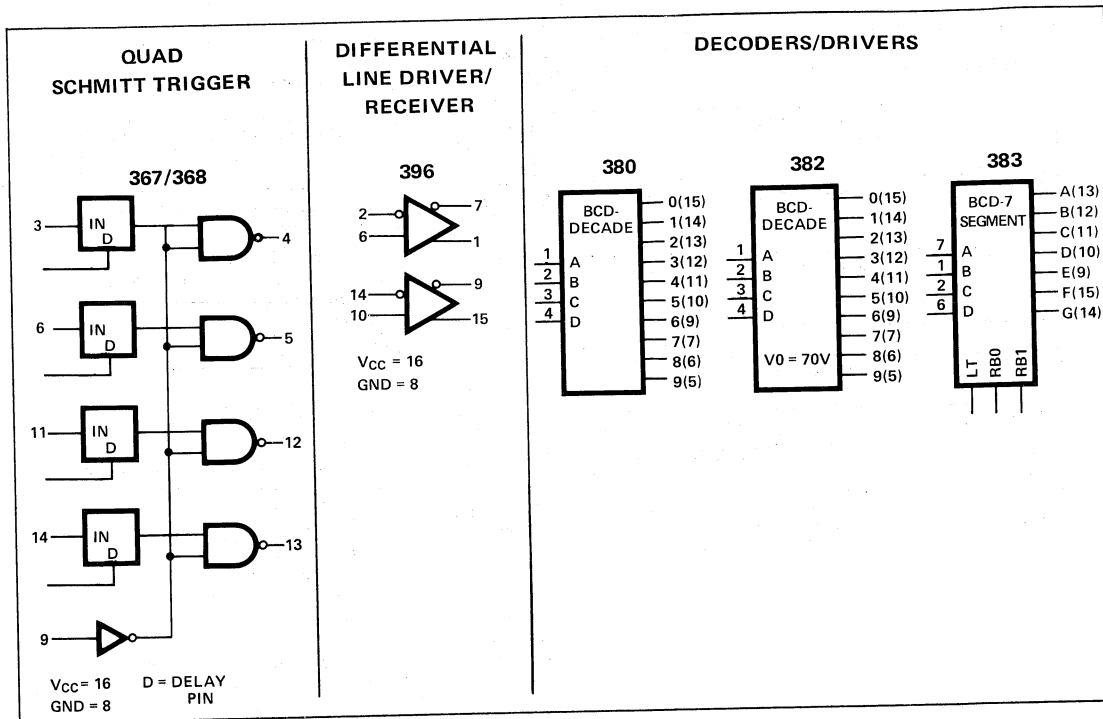 QUAD
SCHMITT TRIGGER
367/368
3
IN
D
4
6
IN
D
5
11
IN
D
12
14
IN
D
13
9
VCC = 16
GND = 8
D = DELAY
PIN
DIFFERENTIAL
LINE DRIVER/
RECEIVER
396
2
6
7
1
14
10
9
15
VCC = 16
GND = 8
DECODERS/DRIVERS
380
BCD-
DECADE
1 A
2 B
3 C
4 D
0(15)
1(14)
2(13)
3(12)
4(11)
5(10)
6(9)
7(7)
8(6)
9(5)
382
BCD-
DECADE
1 A
2 B
3 C
4 D
V0 = 70V
0(15)
1(14)
2(13)
3(12)
4(11)
5(10)
6(9)
7(7)
8(6)
9(5)
383
BCD-7
SEGMENT
7 A
1 B
2 C
6 D
A(13)
B(12)
C(11)
D(10)
E(9)
F(15)
G(14)
LT
RB0
RB1